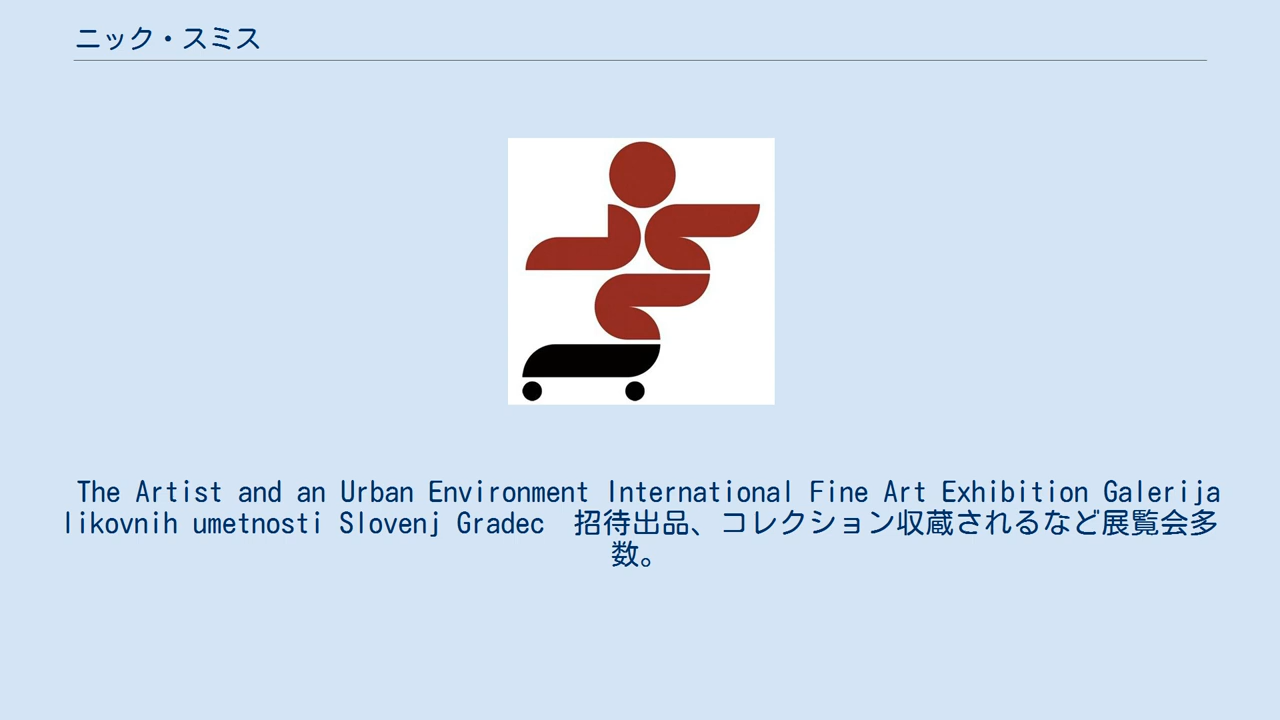 ニック・スミス
The Artist and an Urban Environment International Fine Art Exhibition Galerija
likovnih umetnosti Slovenj Gradec　招待出品、コレクション収蔵されるなど展覧会多
数。